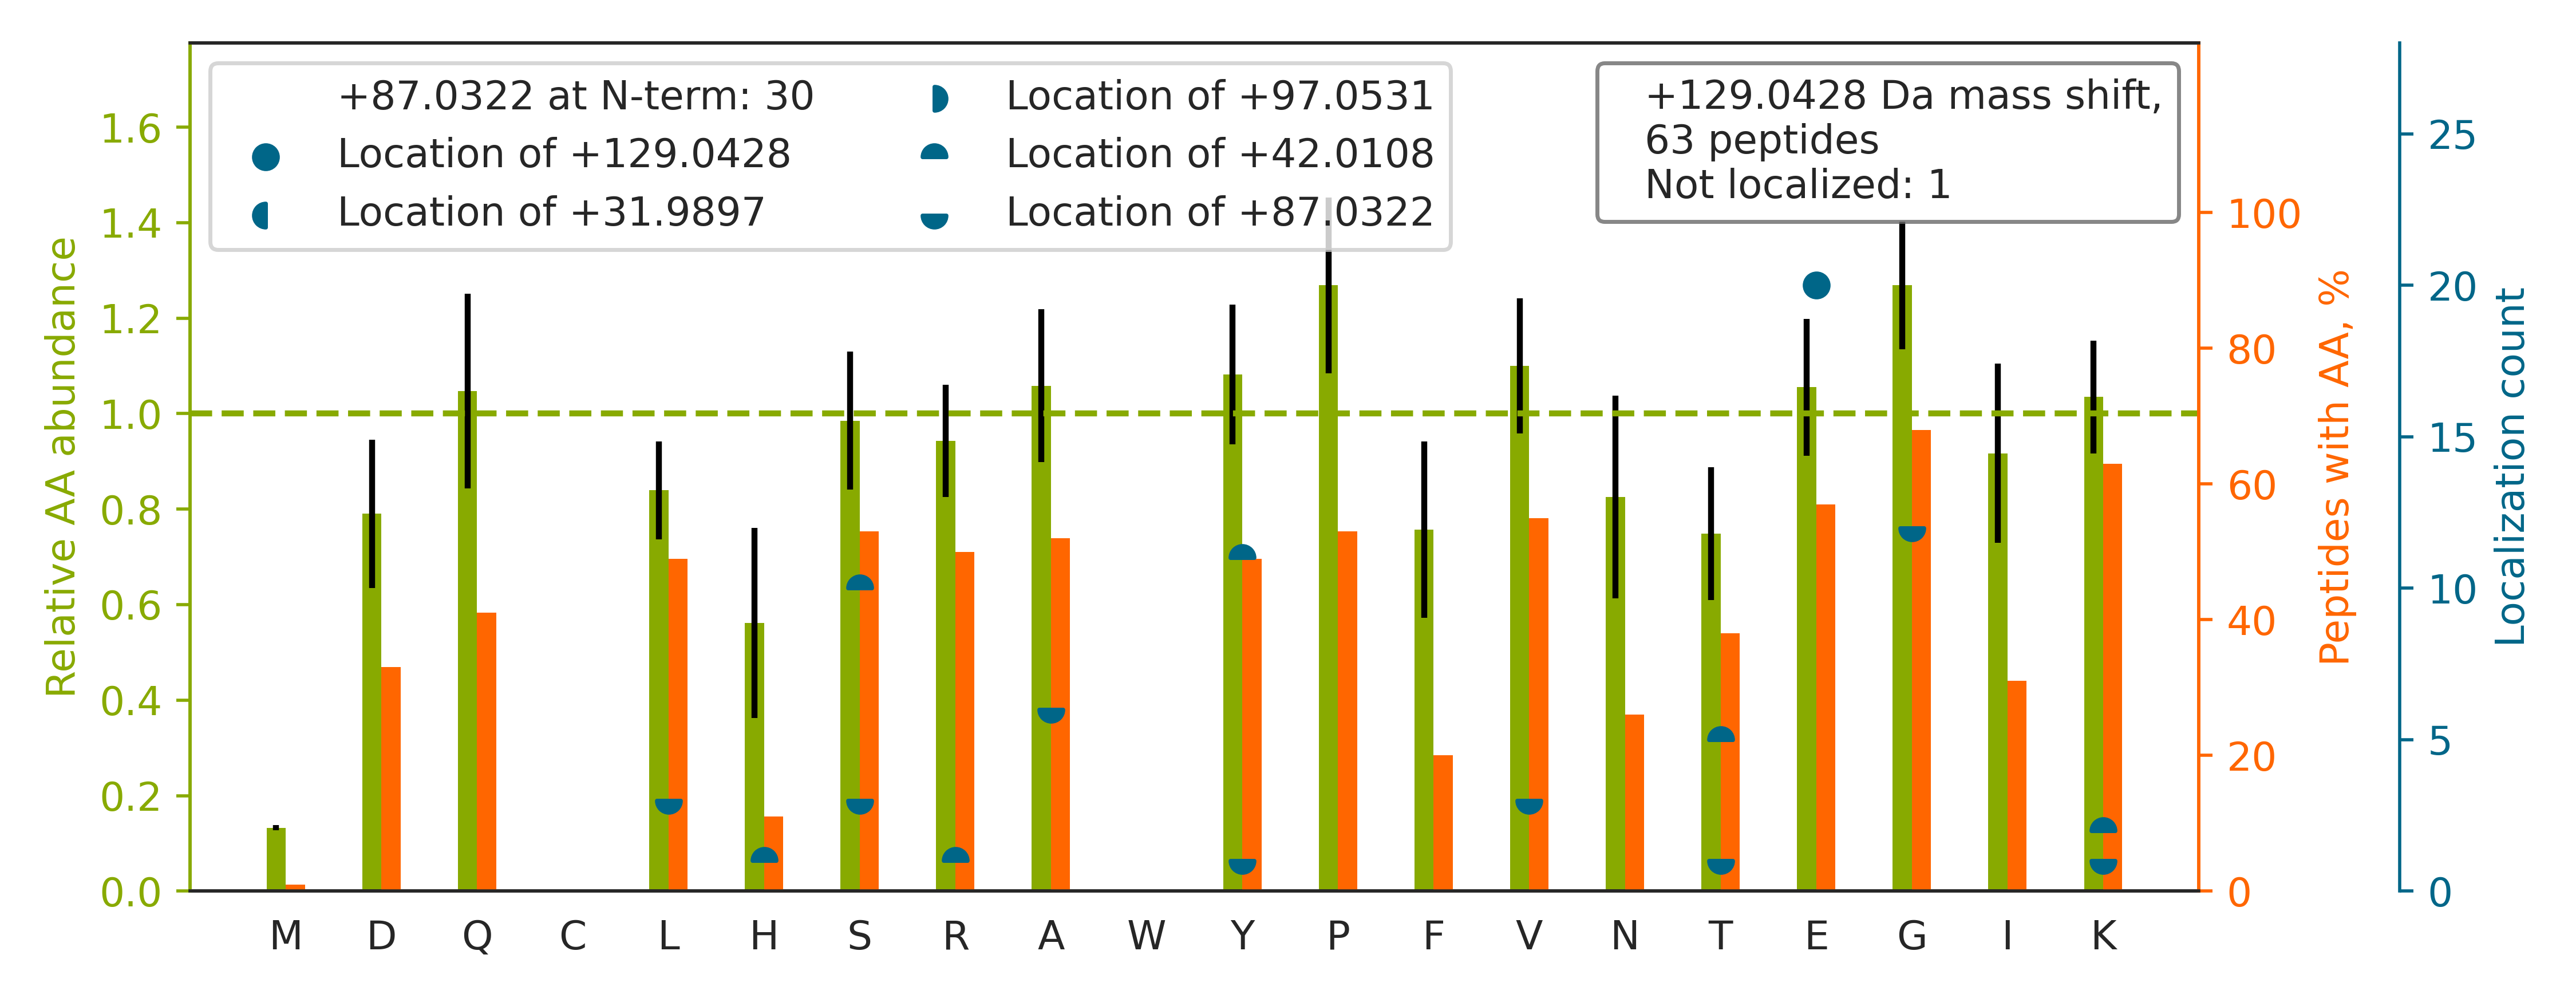 +87.0322 at N-term: 30
Location of +129.0428
Location of +31.9897
Location of +97.0531
Location of +42.0108
Location of +87.0322
+129.0428 Da mass shift,
63 peptides
Not localized: 1
Relative AA abundance
1.6
1.4
1.2
1.0
0.8
0.6
0.4
0.2
0.0
100
80
60
40
20
0
Peptides with AA, %
25
20
15
10
5
0
Localization count
M D Q C L H S R A W Y P F V N T E G I K